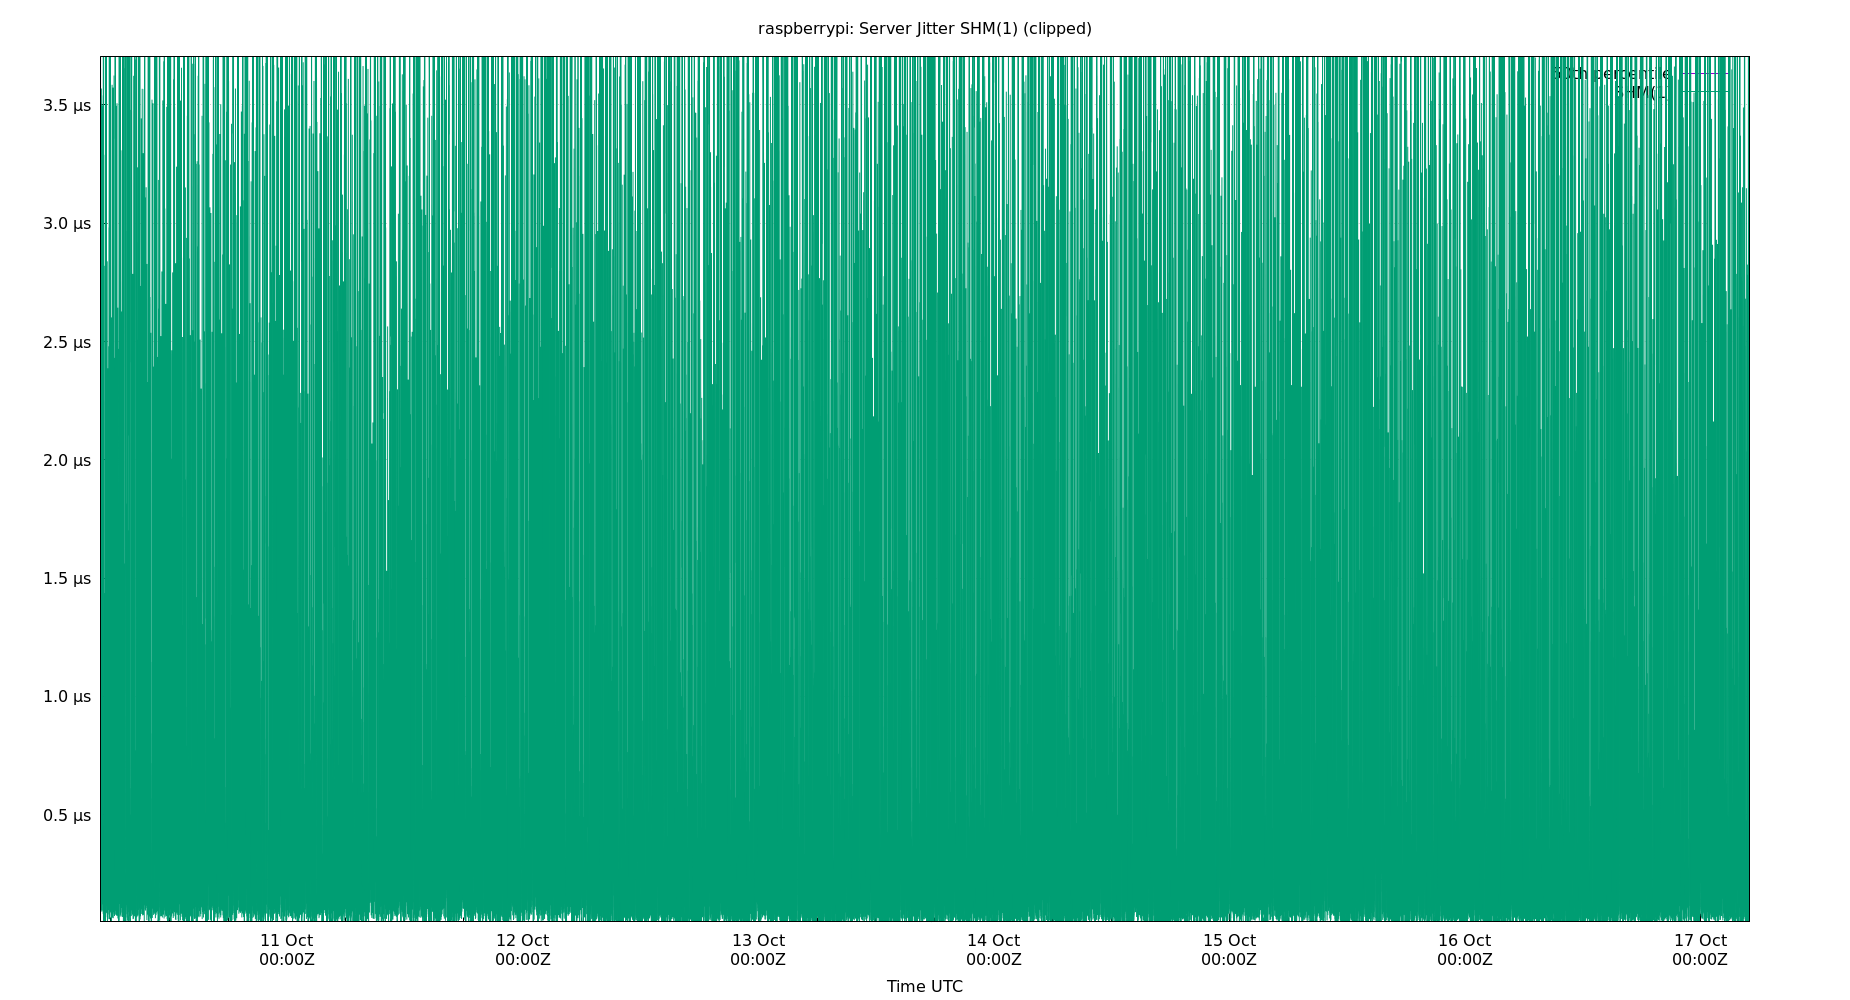 raspberrypi: Server Jitter SHM(1) (clipped)
percentile
3.5 µs
3.0 µs
2.5 µs
2.0 µs
1.5 µs
1.0 µs
0.5 µs
11 Oct 12 Oct 13 Oct 14 Oct 15 Oct 16 Oct 17 Oct
00:00Z 00:00Z 00:00Z 00:00Z 00:00Z 00:00Z 00:00Z
Time UTC